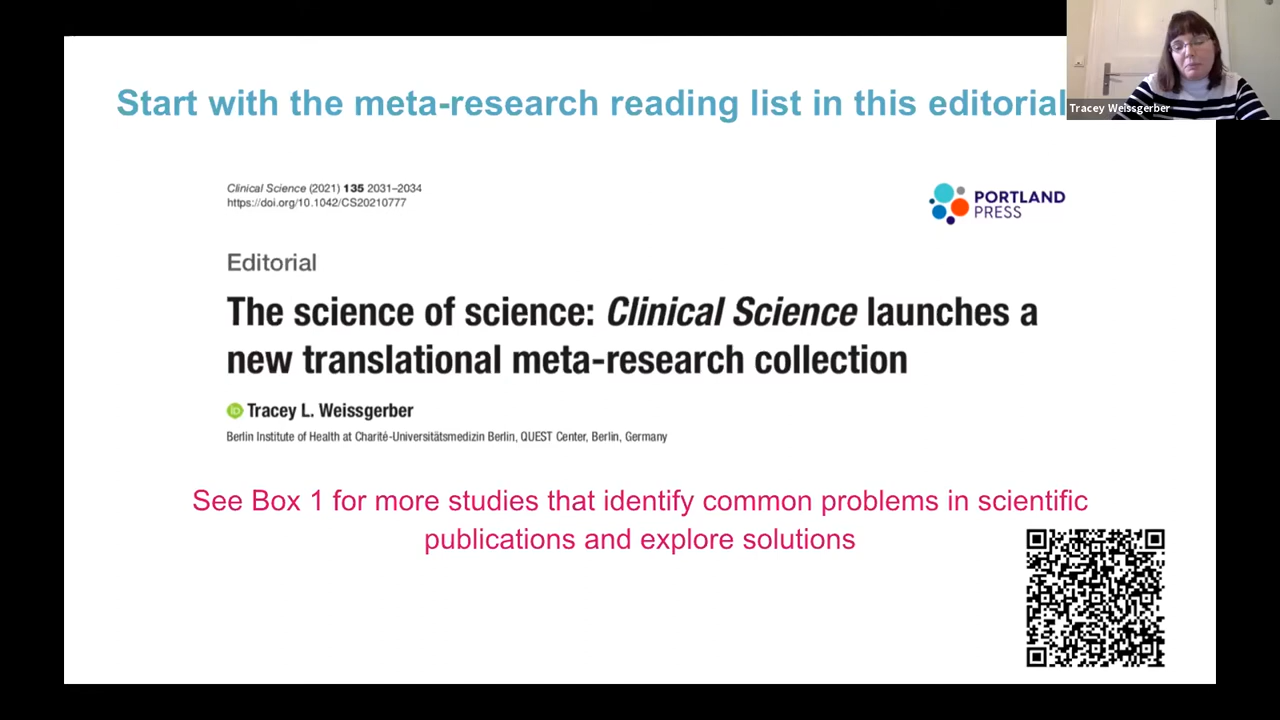 Start with the meta-research reading list in this editorial
Tracey Weissgerber
Clinical Science (2021) 135 2031–2034
https://doi.org/10.1042/CS20210777
PORTLAND
PRESS
Editorial
The science of science: Clinical Science launches a
new translational meta-research collection
iD Tracey L. Weissgerber
Berlin Institute of Health at Charité-Universitätsmedizin Berlin, QUEST Center, Berlin, Germany
See Box 1 for more studies that identify common problems in scientific
publications and explore solutions